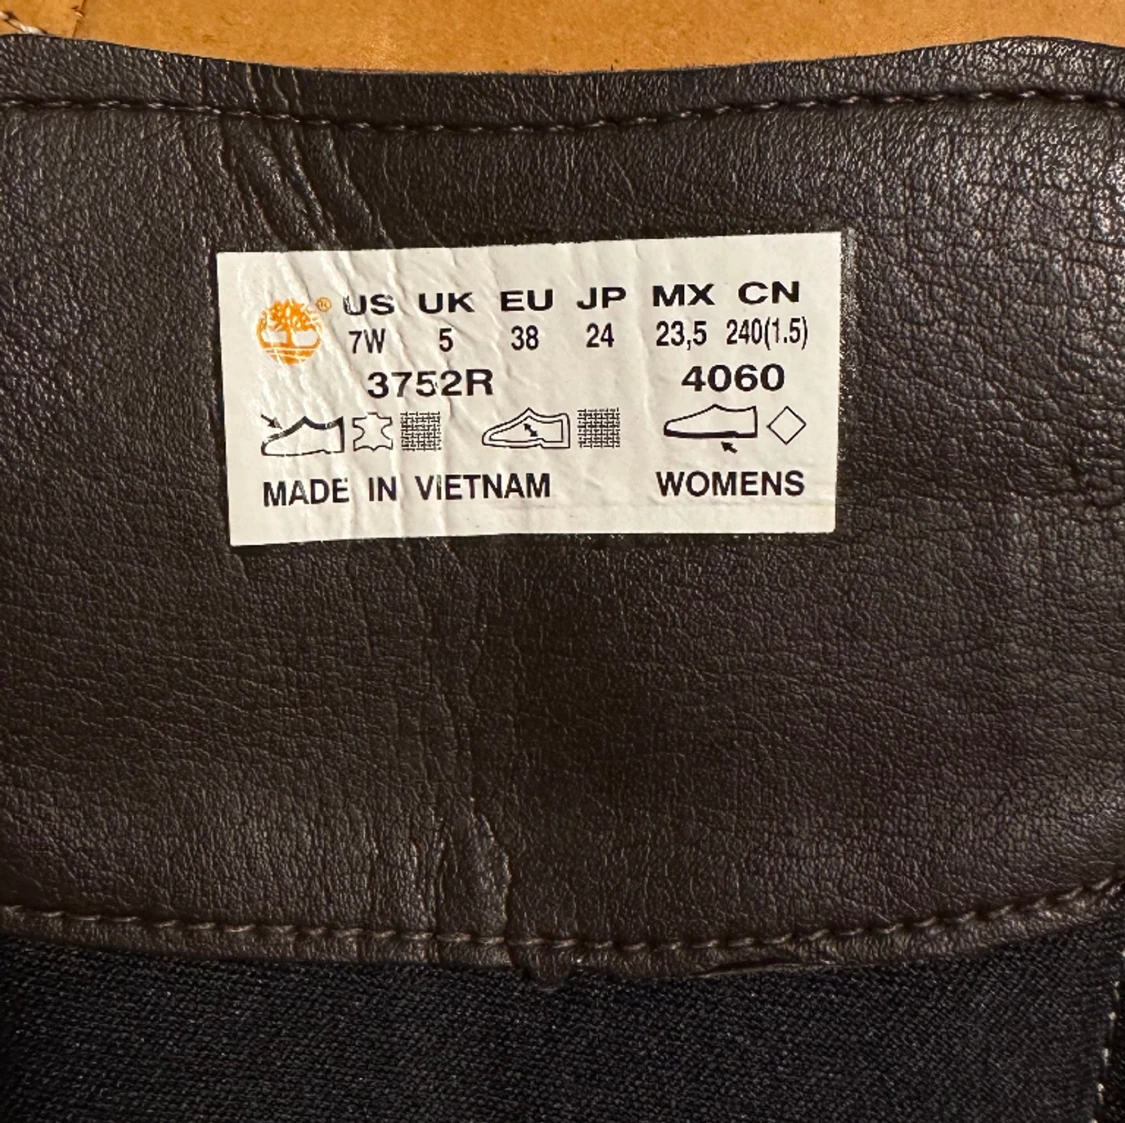 ® US UK EU JP MX CN
7W 5 38 24 23,5 240(1.5)
3752R 4060
MADE IN VIETNAM WOMENS